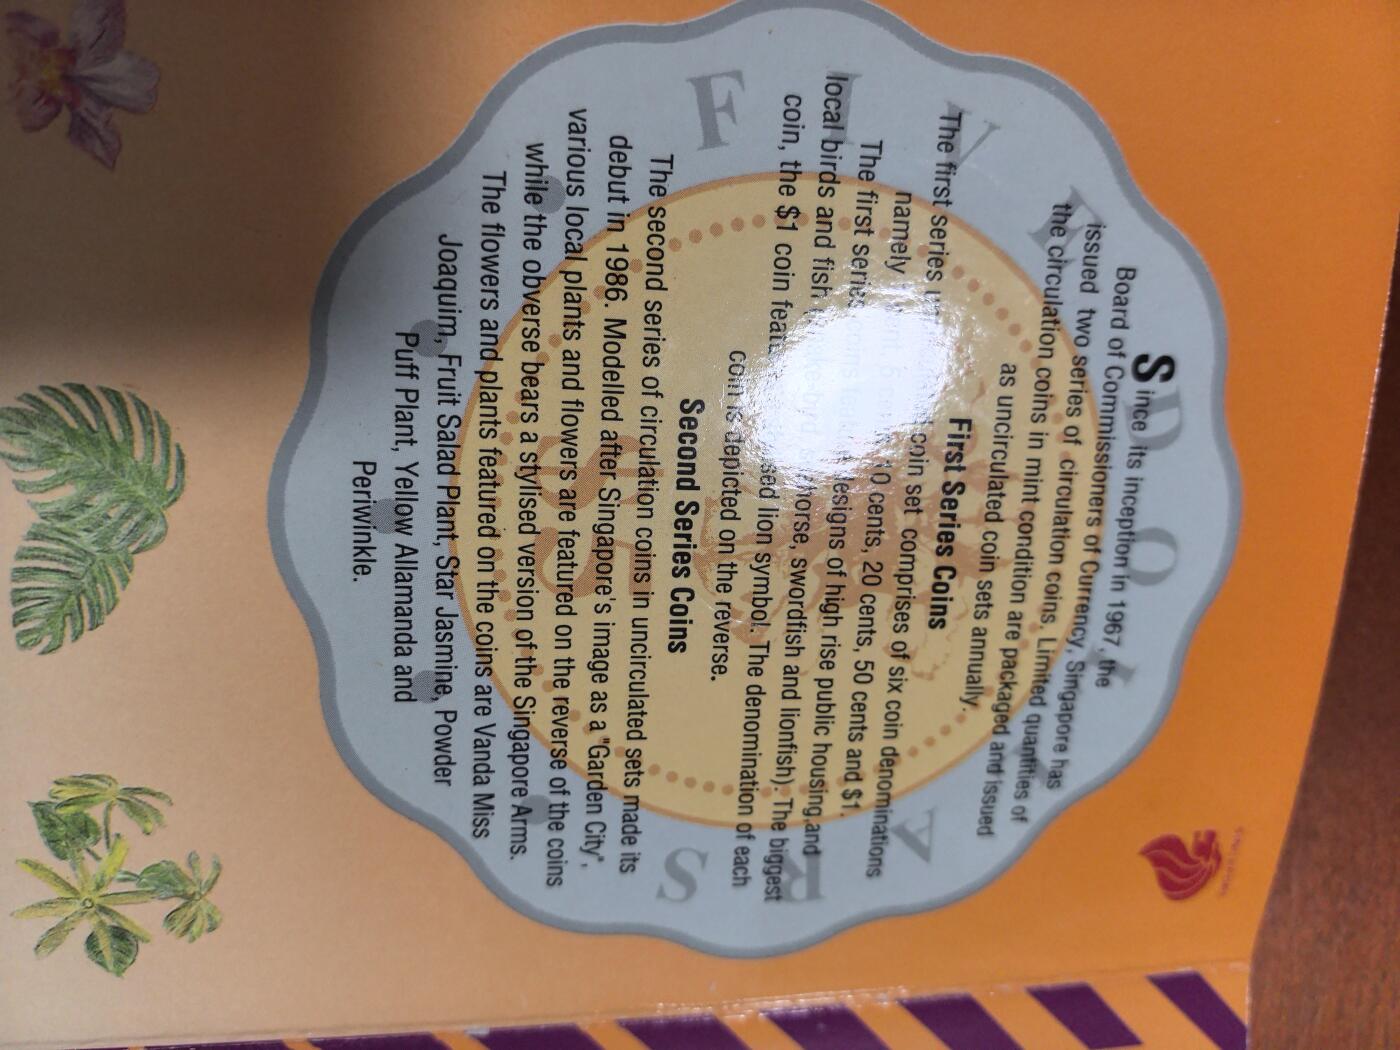 Since its inception in 1967, the
Board of Commissioners of Currency, Singapore has
issued two series of circulation coins. Limited quantities of
the circulation coins in mint condition are packaged and issued
as uncirculated coin sets annually.
First Series Coins
The first series coin set comprises of six coin denominations
namely 10 cents, 20 cents, 50 cents and $1.
The first series designs of high rise public housing, and
local birds and fish horse, swordfish and lionfish). The biggest
coin, the $1 coin lion symbol. The denomination of each
coin is depicted on the reverse.
Second Series Coins
The second series of circulation coins in uncirculated sets made its
debut in 1986. Modelled after Singapore's image as a "Garden City",
various local plants and flowers are featured on the reverse of the coins
while the obverse bears a stylised version of the Singapore Arms.
The flowers and plants featured on the coins are Vanda Miss
Joaquim, Fruit Salad Plant, Star Jasmine, Powder
Puff Plant, Yellow Allamanda and
Periwinkle.
FIVE DOLLARS